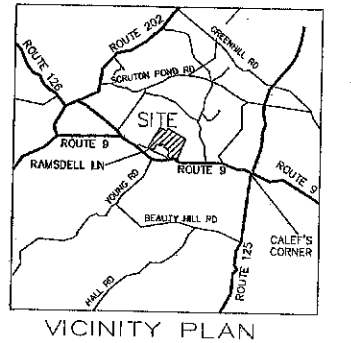 ROUTE 202
GREENHILL RD
ROUTE 126
SCRUTON POND RD
SITE
ROUTE 9
RAMSDELL LN
ROUTE 9
ROUTE 9
YOUNG RD
BEAUTY HILL RD
CALEF'S
CORNER
HALL RD
ROUTE 125
VICINITY PLAN